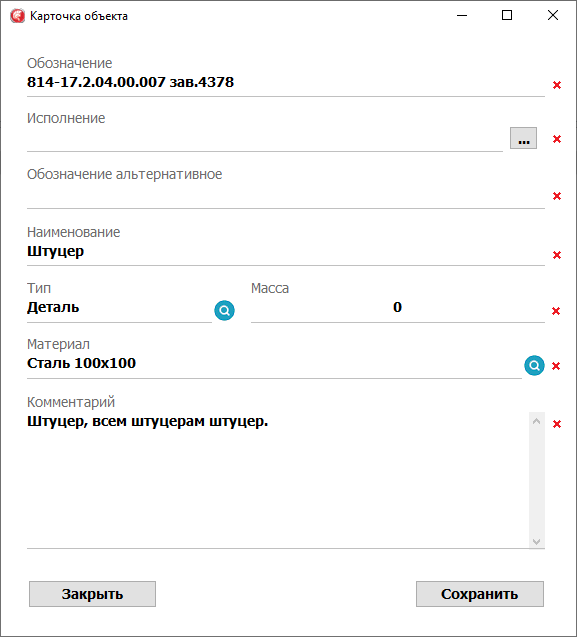 Карточка объекта
Обозначение
814-17.2.04.00.007 зав.4378
Исполнение
...
Обозначение альтернативное
Наименование
Штуцер
Тип
Масса
Деталь
0
Материал
Сталь 100x100
Комментарий
Штуцер, всем штуцерам штуцер.
Закрыть
Сохранить